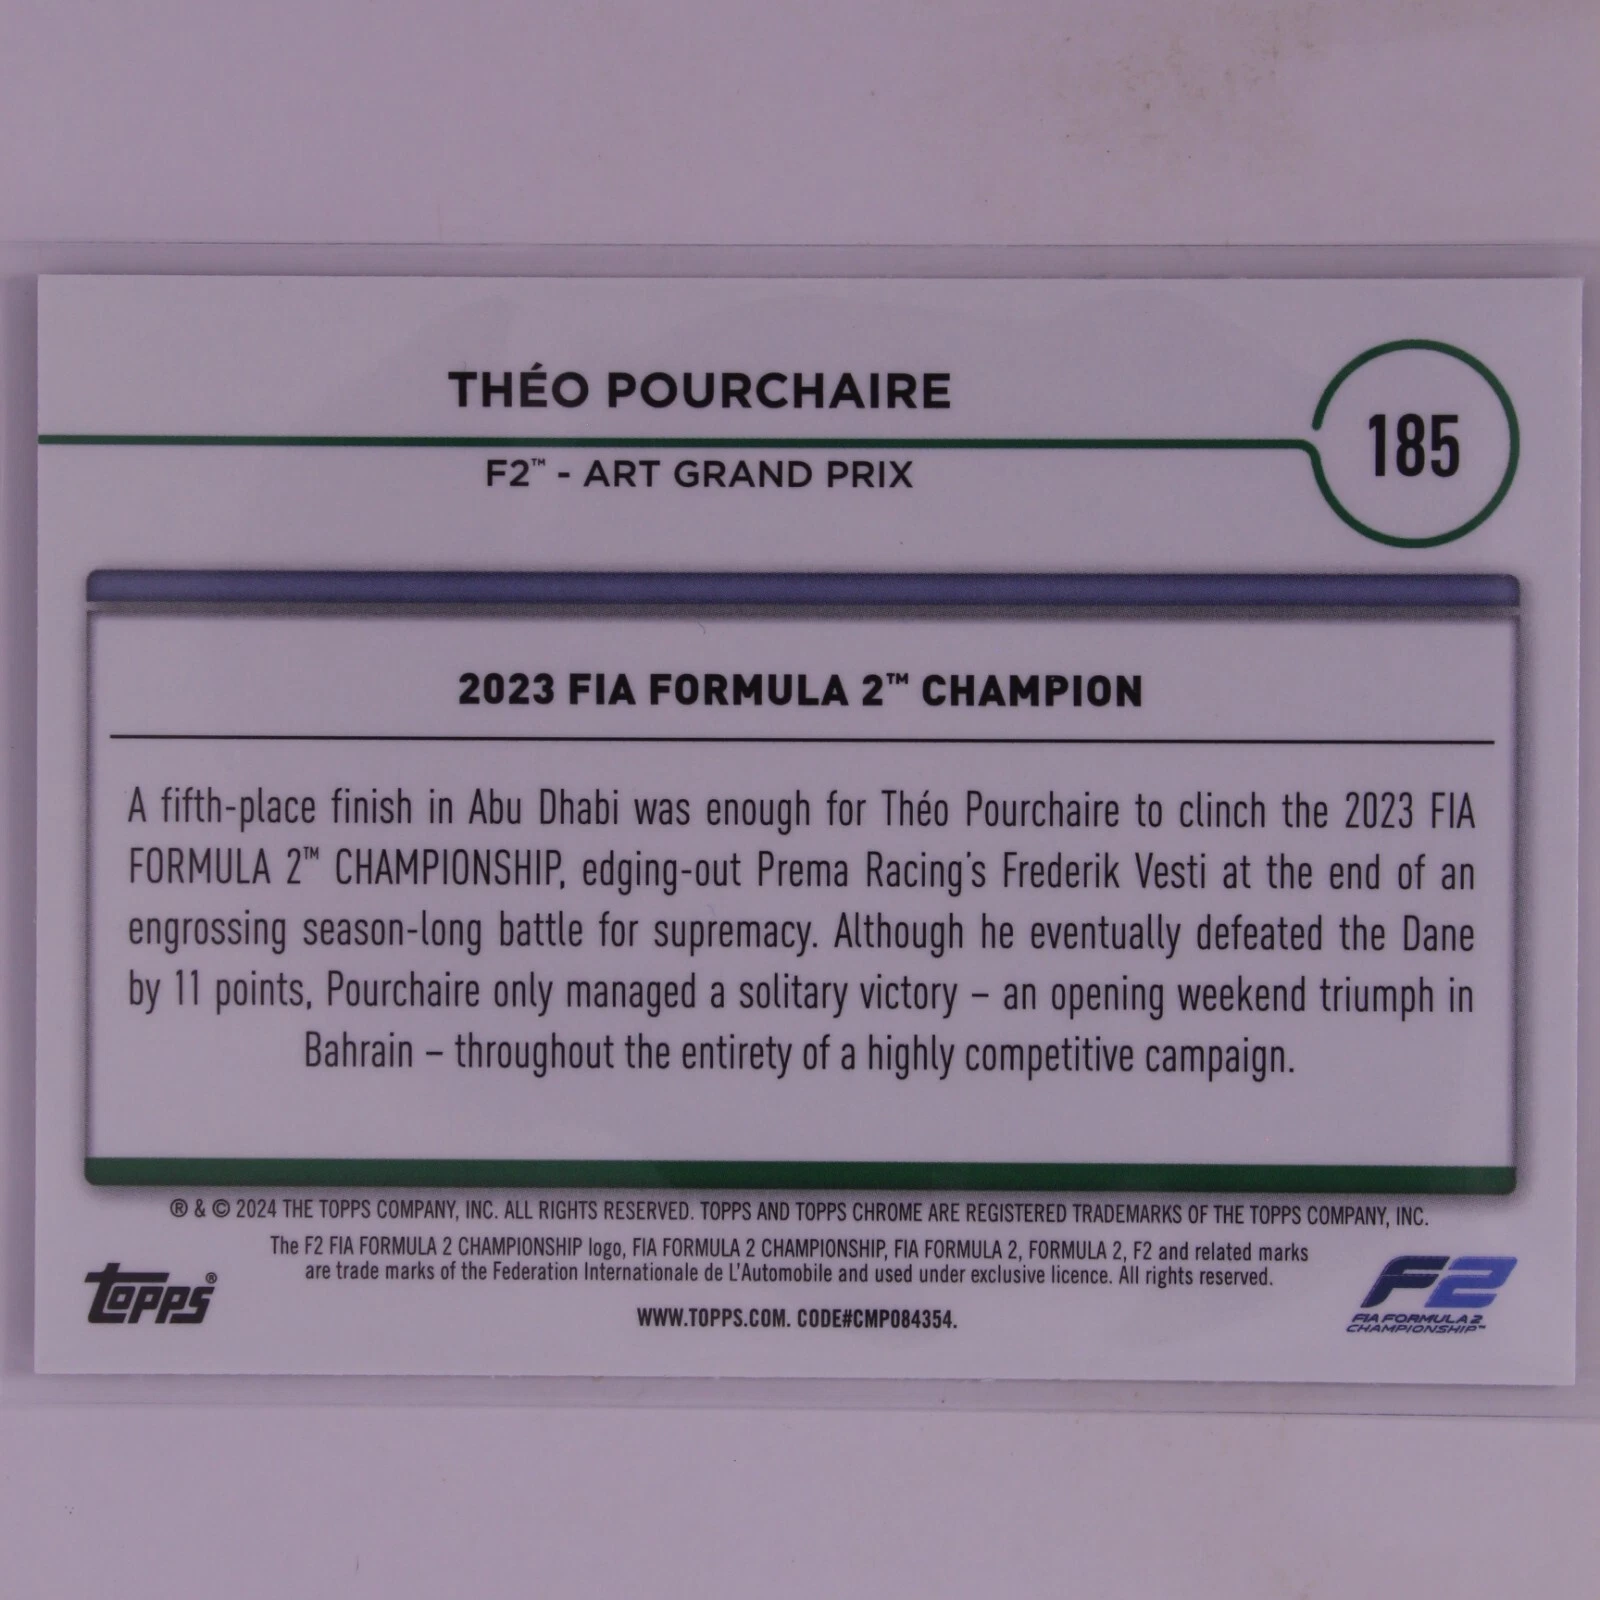 THÉO POURCHAIRE
185
F2™ - ART GRAND PRIX
2023 FIA FORMULA 2™ CHAMPION
A fifth-place finish in Abu Dhabi was enough for Théo Pourchaire to clinch the 2023 FIA
FORMULA 2™ CHAMPIONSHIP, edging-out Prema Racing's Frederik Vesti at the end of an
engrossing season-long battle for supremacy. Although he eventually defeated the Dane
by 11 points, Pourchaire only managed a solitary victory – an opening weekend triumph in
Bahrain – throughout the entirety of a highly competitive campaign.
® & © 2024 THE TOPPS COMPANY, INC. ALL RIGHTS RESERVED. TOPPS AND TOPPS CHROME ARE REGISTERED TRADEMARKS OF THE TOPPS COMPANY, INC.
The F2 FIA FORMULA 2 CHAMPIONSHIP logo, FIA FORMULA 2 CHAMPIONSHIP, FIA FORMULA 2, FORMULA 2, F2 and related marks
are trade marks of the Federation Internationale de L'Automobile and used under exclusive licence. All rights reserved.
WWW.TOPPS.COM. CODE#CMP084354.
Topps®
F2
FIA FORMULA 2
CHAMPIONSHIP™